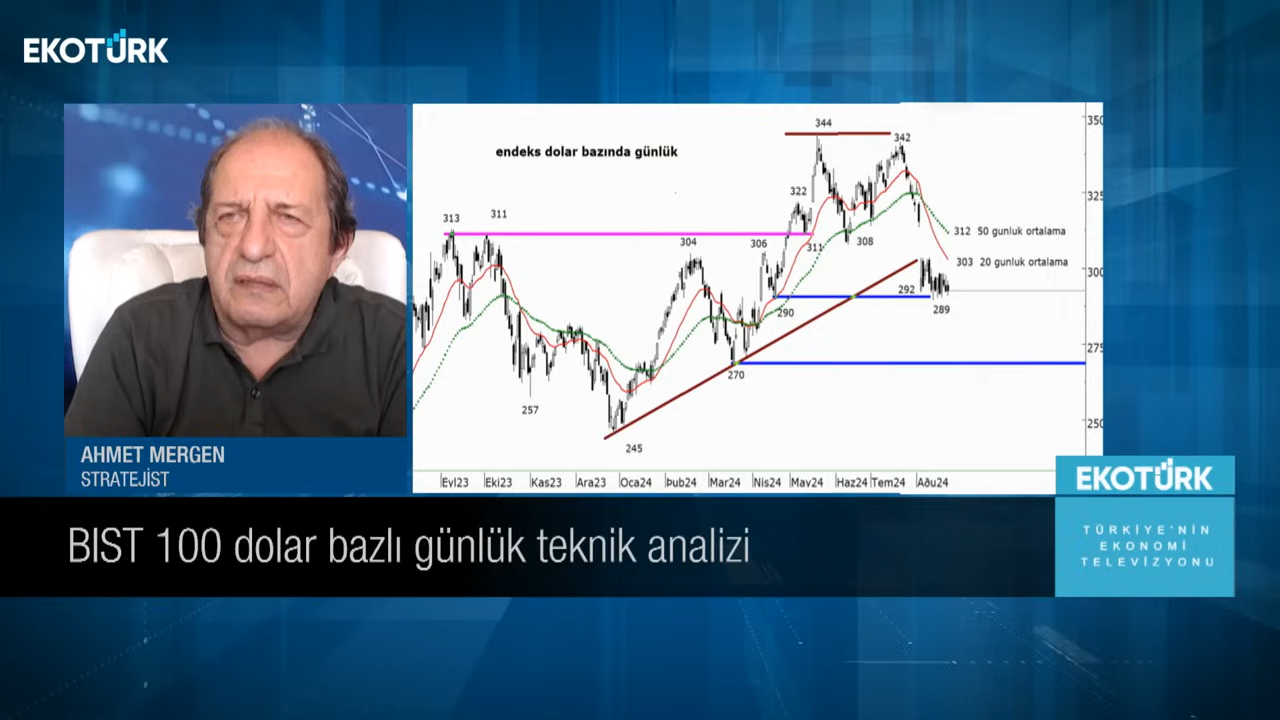 EKOTÜRK
endeks dolar bazında günlük
344
342
350
325
300
275
250
313
311
304
306
322
311
308
312 50 gunluk ortalama
303 20 gunluk ortalama
292
290
289
270
257
245
Eyl23 Eki23 Kas23 Ara23 Oca24 Þub24 Mar24 Nis24 May24 Haz24 Tem24 Aðu24
AHMET MERGEN
STRATEJİST
BIST 100 dolar bazlı günlük teknik analizi
EKOTÜRK
TÜRKİYE'NİN
EKONOMİ
TELEVİZYONU